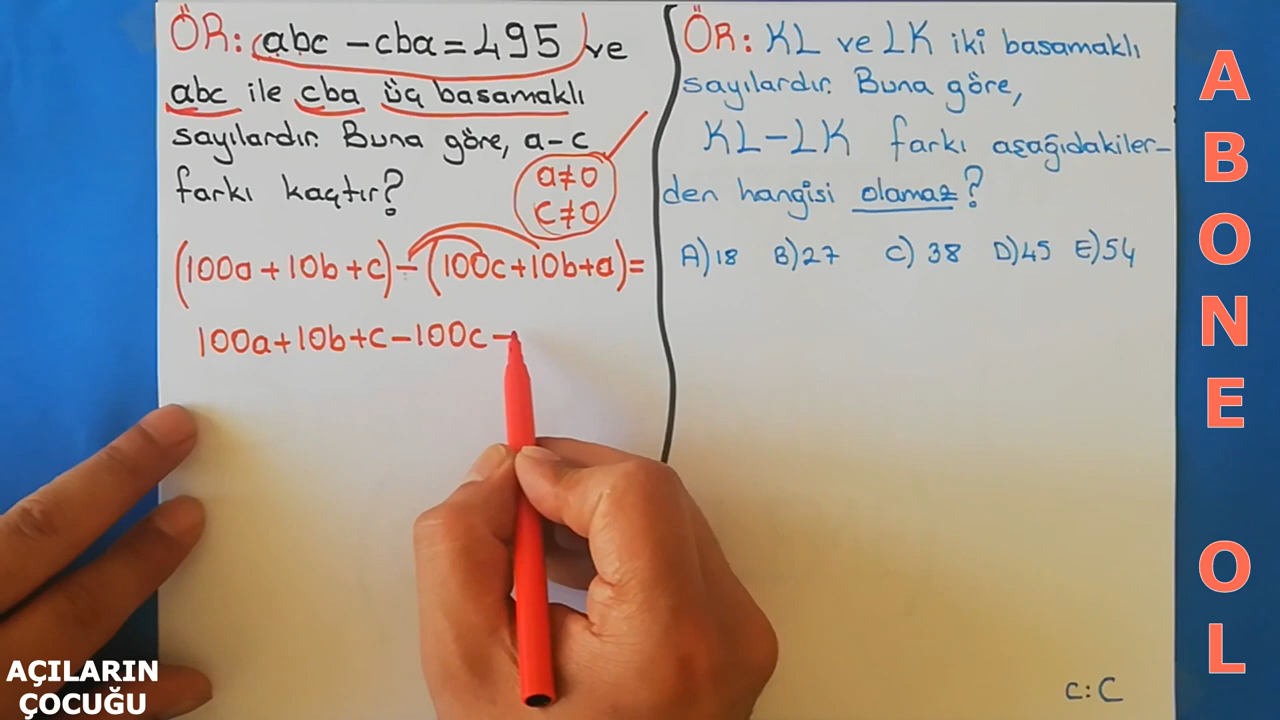 ÖR: abc - cba = 495 ve
abc ile cba üç basamaklı
sayılardır. Buna göre, a-c
farkı kaçtır?
a≠0
c≠0
(100a + 10b + c) - (100c + 10b + a) =
100a + 10b + c - 100c -
ÖR: KL ve LK iki basamaklı
sayılardır. Buna göre,
KL - LK farkı aşağıdakiler-
den hangisi olamaz?
A) 18 B) 27 C) 38 D) 45 E) 54
c: C
ABONE OL
AÇILARIN
ÇOCUĞU